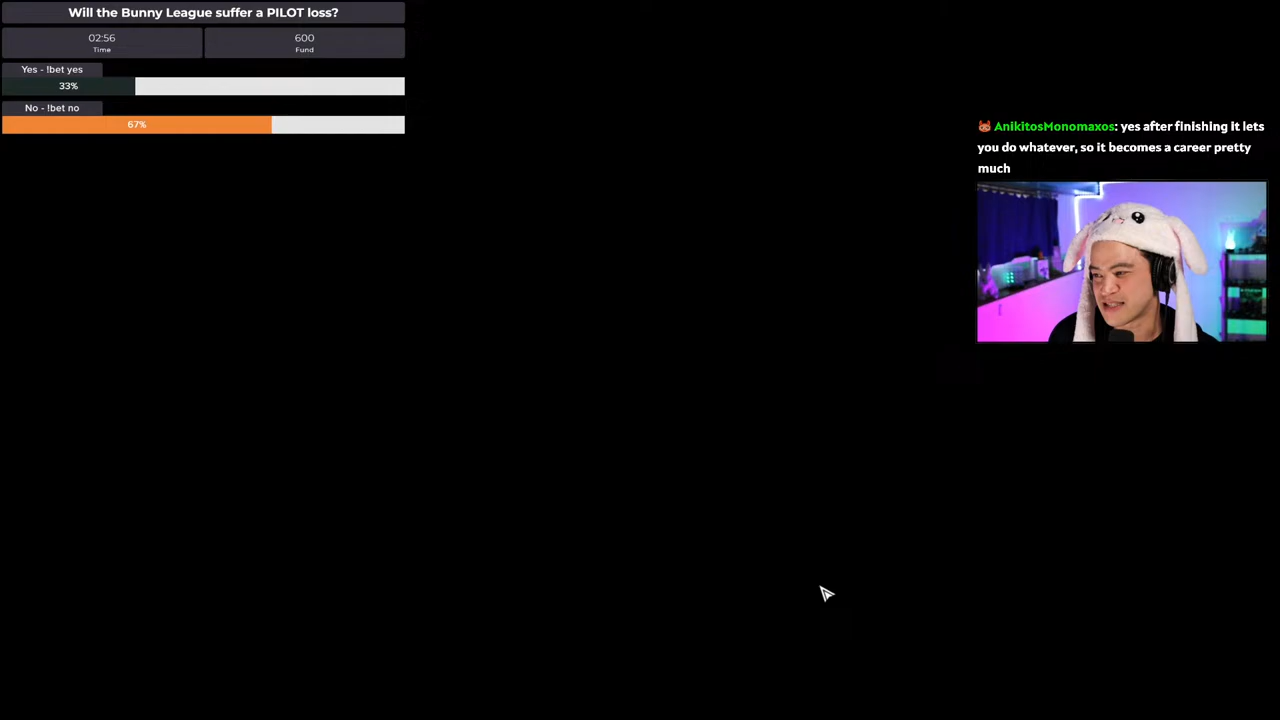 Will the Bunny League suffer a PILOT loss?
02:56
Time
600
Fund
Yes - !bet yes
33%
No - !bet no
67%
AnikitosMonomaxos: yes after finishing it lets
you do whatever, so it becomes a career pretty
much